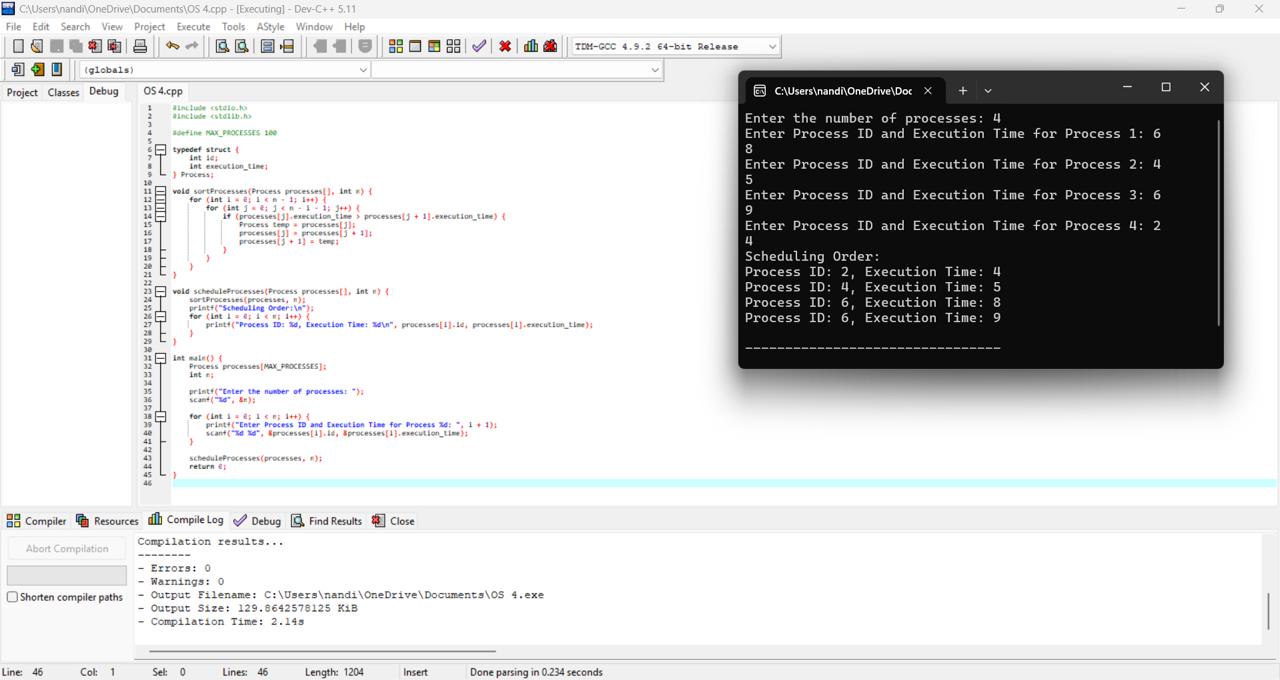 C:\Users\nandi\OneDrive\Documents\OS 4.cpp - [Executing] - Dev-C++ 5.11
File Edit Search View Project Execute Tools AStyle Window Help
TDM-GCC 4.9.2 64-bit Release
(globals)
Project Classes Debug OS 4.cpp
1 #include <stdio.h>
2 #include <stdlib.h>
3
4 #define MAX_PROCESSES 100
5
6 typedef struct {
7 int id;
8 int execution_time;
9 } Process;
10
11 void sortProcesses(Process processes[], int n) {
12 for (int i = 0; i < n - 1; i++) {
13 for (int j = 0; j < n - i - 1; j++) {
14 if (processes[j].execution_time > processes[j + 1].execution_time) {
15 Process temp = processes[j];
16 processes[j] = processes[j + 1];
17 processes[j + 1] = temp;
18 }
19 }
20 }
21 }
22
23 void scheduleProcesses(Process processes[], int n) {
24 sortProcesses(processes, n);
25 printf("Scheduling Order:\n");
26 for (int i = 0; i < n; i++) {
27 printf("Process ID: %d, Execution Time: %d\n", processes[i].id, processes[i].execution_time);
28 }
29 }
30
31 int main() {
32 Process processes[MAX_PROCESSES];
33 int n;
34
35 printf("Enter the number of processes: ");
36 scanf("%d", &n);
37
38 for (int i = 0; i < n; i++) {
39 printf("Enter Process ID and Execution Time for Process %d: ", i + 1);
40 scanf("%d %d", &processes[i].id, &processes[i].execution_time);
41 }
42
43 scheduleProcesses(processes, n);
44 return 0;
45 }
46
C:\Users\nandi\OneDrive\Doc
Enter the number of processes: 4
Enter Process ID and Execution Time for Process 1: 6
8
Enter Process ID and Execution Time for Process 2: 4
5
Enter Process ID and Execution Time for Process 3: 6
9
Enter Process ID and Execution Time for Process 4: 2
4
Scheduling Order:
Process ID: 2, Execution Time: 4
Process ID: 4, Execution Time: 5
Process ID: 6, Execution Time: 8
Process ID: 6, Execution Time: 9
--------------------------------
Compiler Resources Compile Log Debug Find Results Close
Abort Compilation
Shorten compiler paths
Compilation results...
--------
- Errors: 0
- Warnings: 0
- Output Filename: C:\Users\nandi\OneDrive\Documents\OS 4.exe
- Output Size: 129.8642578125 KiB
- Compilation Time: 2.14s
Line: 46 Col: 1 Sel: 0 Lines: 46 Length: 1204 Insert Done parsing in 0.234 seconds